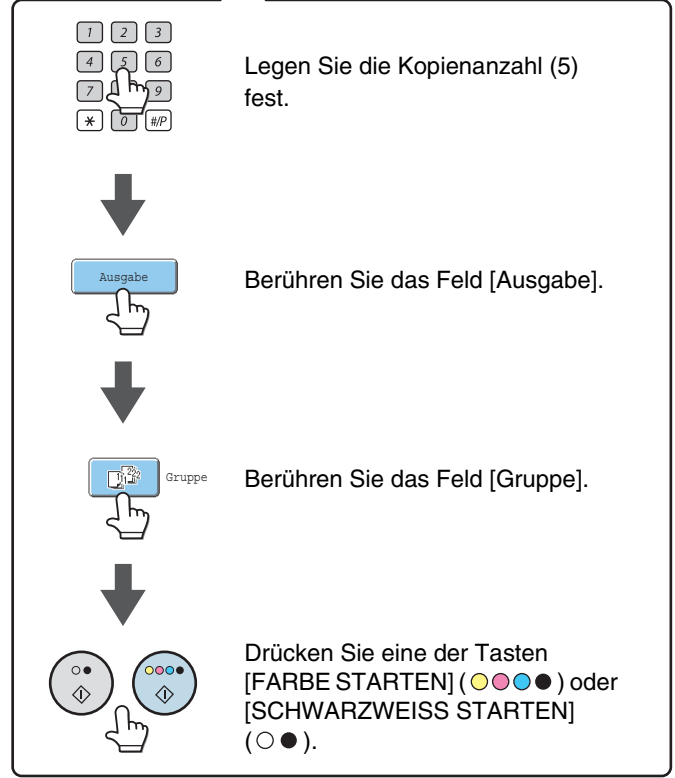 1 2 3
4 5 6
7 9
* 0 #/P
Legen Sie die Kopienanzahl (5)
fest.
Ausgabe
Berühren Sie das Feld [Ausgabe].
Gruppe
Berühren Sie das Feld [Gruppe].
Drücken Sie eine der Tasten
[FARBE STARTEN] ( ) oder
[SCHWARZWEISS STARTEN]
( ).